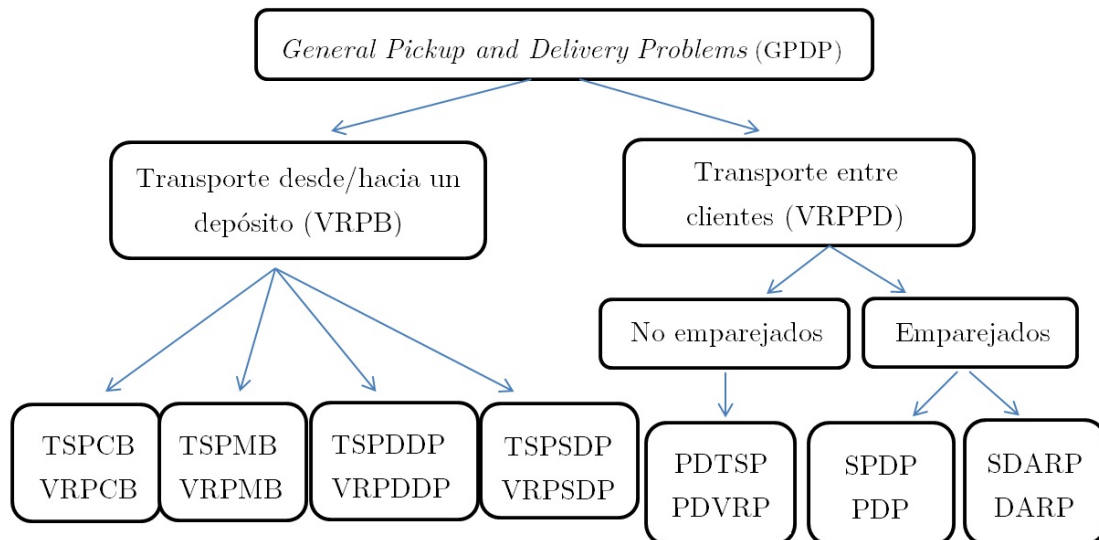 General Pickup and Delivery Problems (GPDP)
Transporte desde/hacia un
depósito (VRPB)
Transporte entre
clientes (VRPPD)
No emparejados
Emparejados
TSPCB
VRPCB
TSPMB
VRPMB
TSPDDP
VRPDDP
TSPSDP
VRPSDP
PDTSP
PDVRP
SPDP
PDP
SDARP
DARP